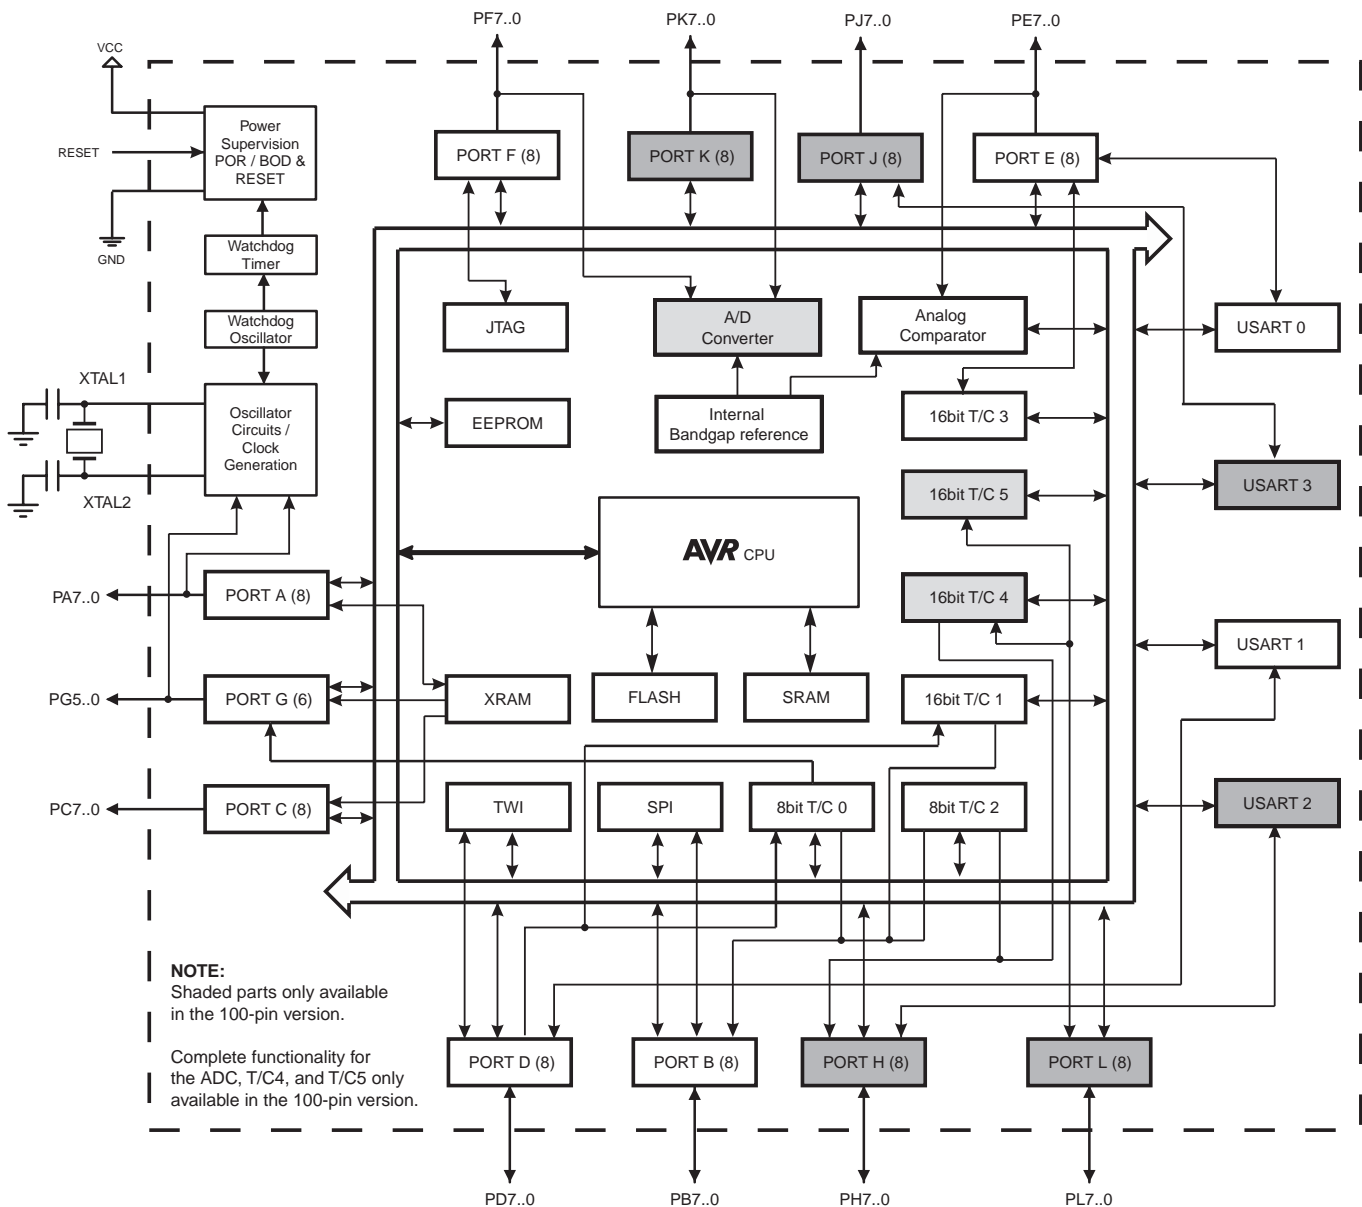 PF7..0
PK7..0
PJ7..0
PE7..0
VCC
RESET
GND
Power
Supervision
POR / BOD &
RESET
PORT F (8)
PORT K (8)
PORT J (8)
PORT E (8)
Watchdog
Timer
Watchdog
Oscillator
JTAG
A/D
Converter
Analog
Comparator
USART 0
XTAL1
XTAL2
Oscillator
Circuits /
Clock
Generation
EEPROM
Internal
Bandgap reference
16bit T/C 3
16bit T/C 5
USART 3
AVR CPU
PA7..0
PORT A (8)
16bit T/C 4
USART 1
PG5..0
PORT G (6)
XRAM
FLASH
SRAM
16bit T/C 1
PC7..0
PORT C (8)
TWI
SPI
8bit T/C 0
8bit T/C 2
USART 2
NOTE:
Shaded parts only available
in the 100-pin version.
Complete functionality for
the ADC, T/C4, and T/C5 only
available in the 100-pin version.
PORT D (8)
PORT B (8)
PORT H (8)
PORT L (8)
PD7..0
PB7..0
PH7..0
PL7..0